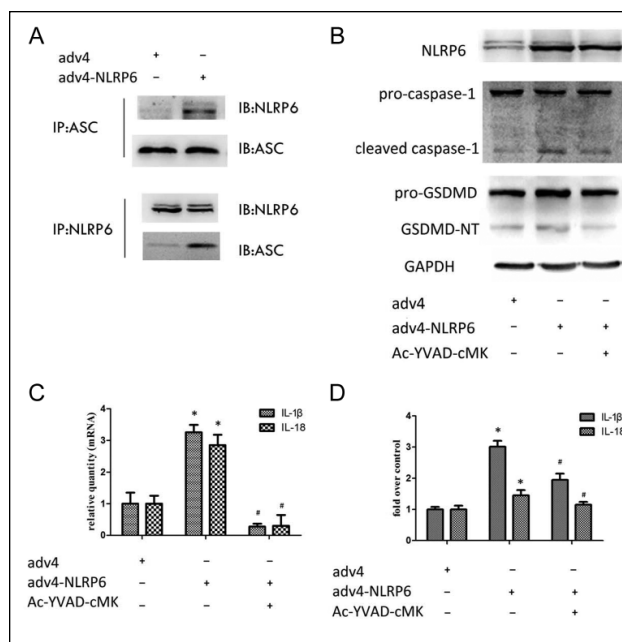 A
adv4 + –
adv4-NLRP6 – +
IP:ASC
IB:NLRP6
IB:ASC
IP:NLRP6
IB:NLRP6
IB:ASC
B
NLRP6
pro-caspase-1
cleaved caspase-1
pro-GSDMD
GSDMD-NT
GAPDH
adv4 + – –
adv4-NLRP6 – + +
Ac-YVAD-cMK – – +
C
relative quantity (mRNA)
4
3
2
1
0
IL-1β
IL-18
* *
# #
adv4 + – –
adv4-NLRP6 – + +
Ac-YVAD-cMK – – +
D
fold over control
4
3
2
1
0
IL-1β
IL-18
* *
# #
adv4 + – –
adv4-NLRP6 – + +
Ac-YVAD-cMK – – +